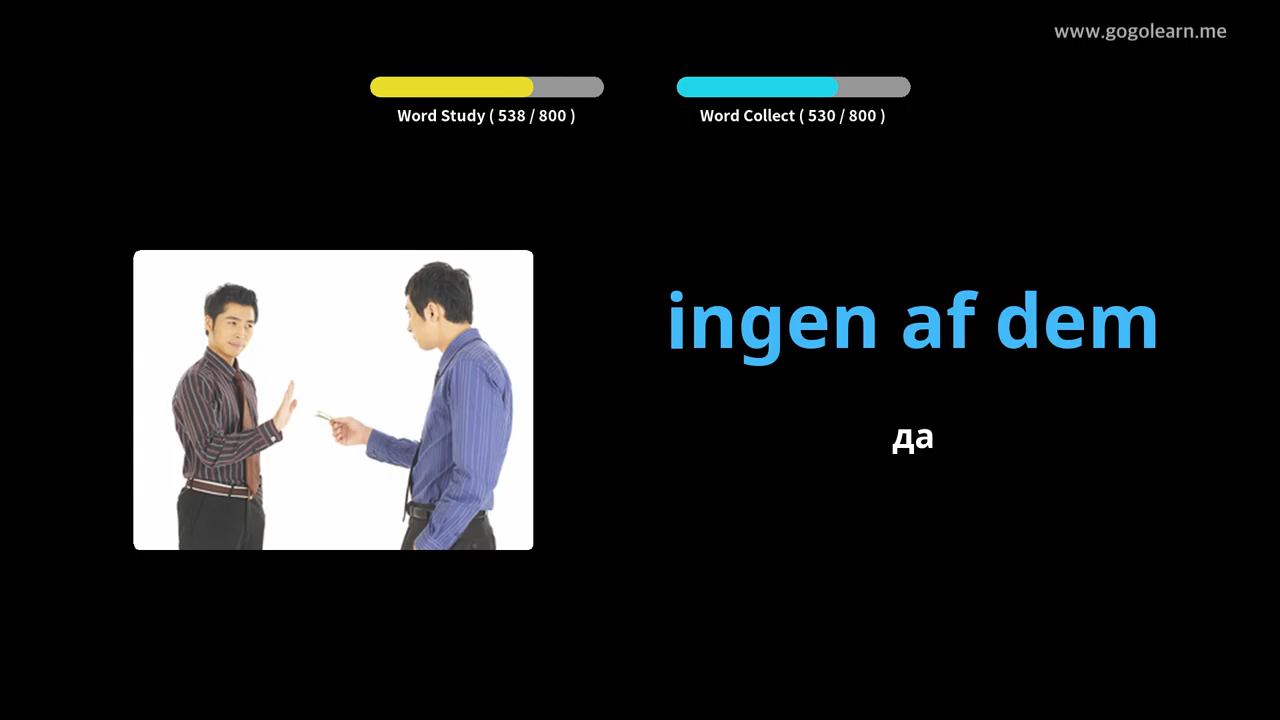 www.gogolearn.me
Word Study ( 538 / 800 )
Word Collect ( 530 / 800 )
ingen af dem
да